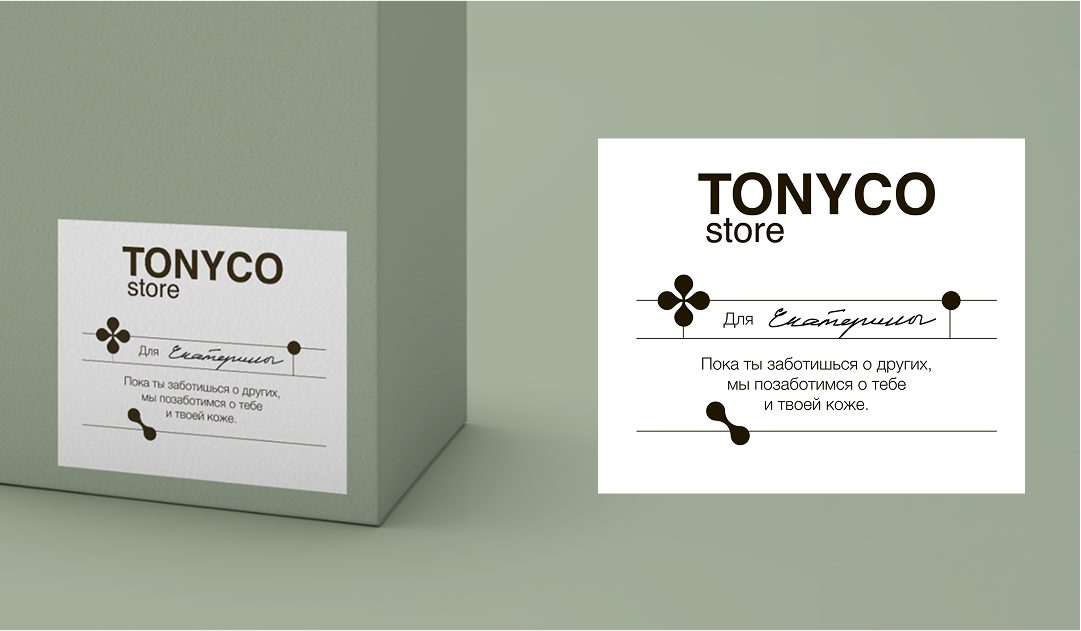 TONYCO
store
Для Екатерины
Пока ты заботишься о других,
мы позаботимся о тебе
и твоей коже.
TONYCO
store
Для Екатерины
Пока ты заботишься о других,
мы позаботимся о тебе
и твоей коже.